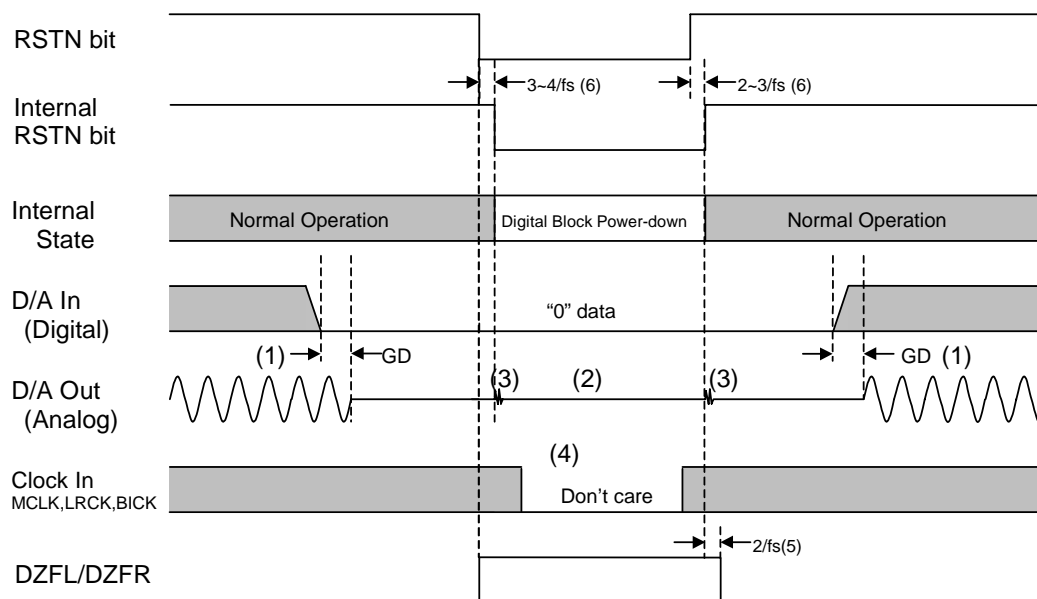 RSTN bit
3~4/fs (6)
2~3/fs (6)
Internal
RSTN bit
Internal
State
Normal Operation
Digital Block Power-down
Normal Operation
D/A In
(Digital)
“0” data
(1)
GD
GD
(1)
D/A Out
(Analog)
(3)
(2)
(3)
(4)
Clock In
MCLK,LRCK,BICK
Don’t care
2/fs(5)
DZFL/DZFR